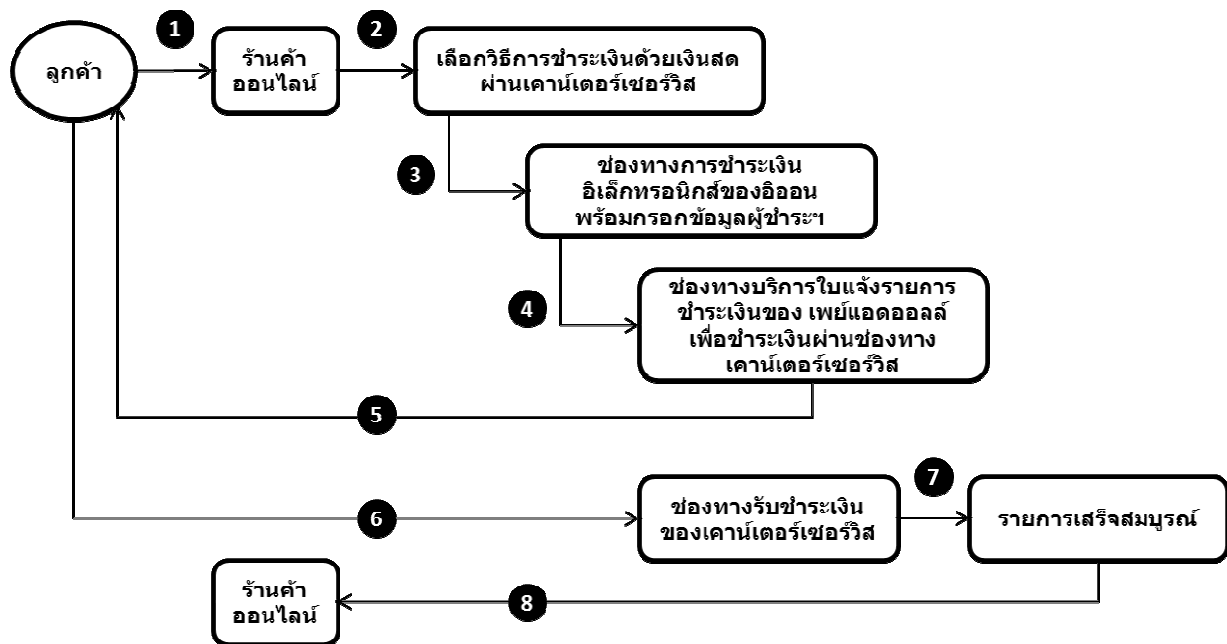 1
2
ลูกค้า
ร้านค้า
ออนไลน์
เลือกวิธีการชำระเงินด้วยเงินสด
ผ่านเคาน์เตอร์เซอร์วิส
3
ช่องทางการชำระเงิน
อิเล็กทรอนิกส์ของอิออน
พร้อมกรอกข้อมูลผู้ชำระฯ
4
ช่องทางบริการใบแจ้งรายการ
ชำระเงินของ เพย์แอดออลล์
เพื่อชำระเงินผ่านช่องทาง
เคาน์เตอร์เซอร์วิส
5
6
ช่องทางรับชำระเงิน
ของเคาน์เตอร์เซอร์วิส
7
รายการเสร็จสมบูรณ์
ร้านค้า
ออนไลน์
8